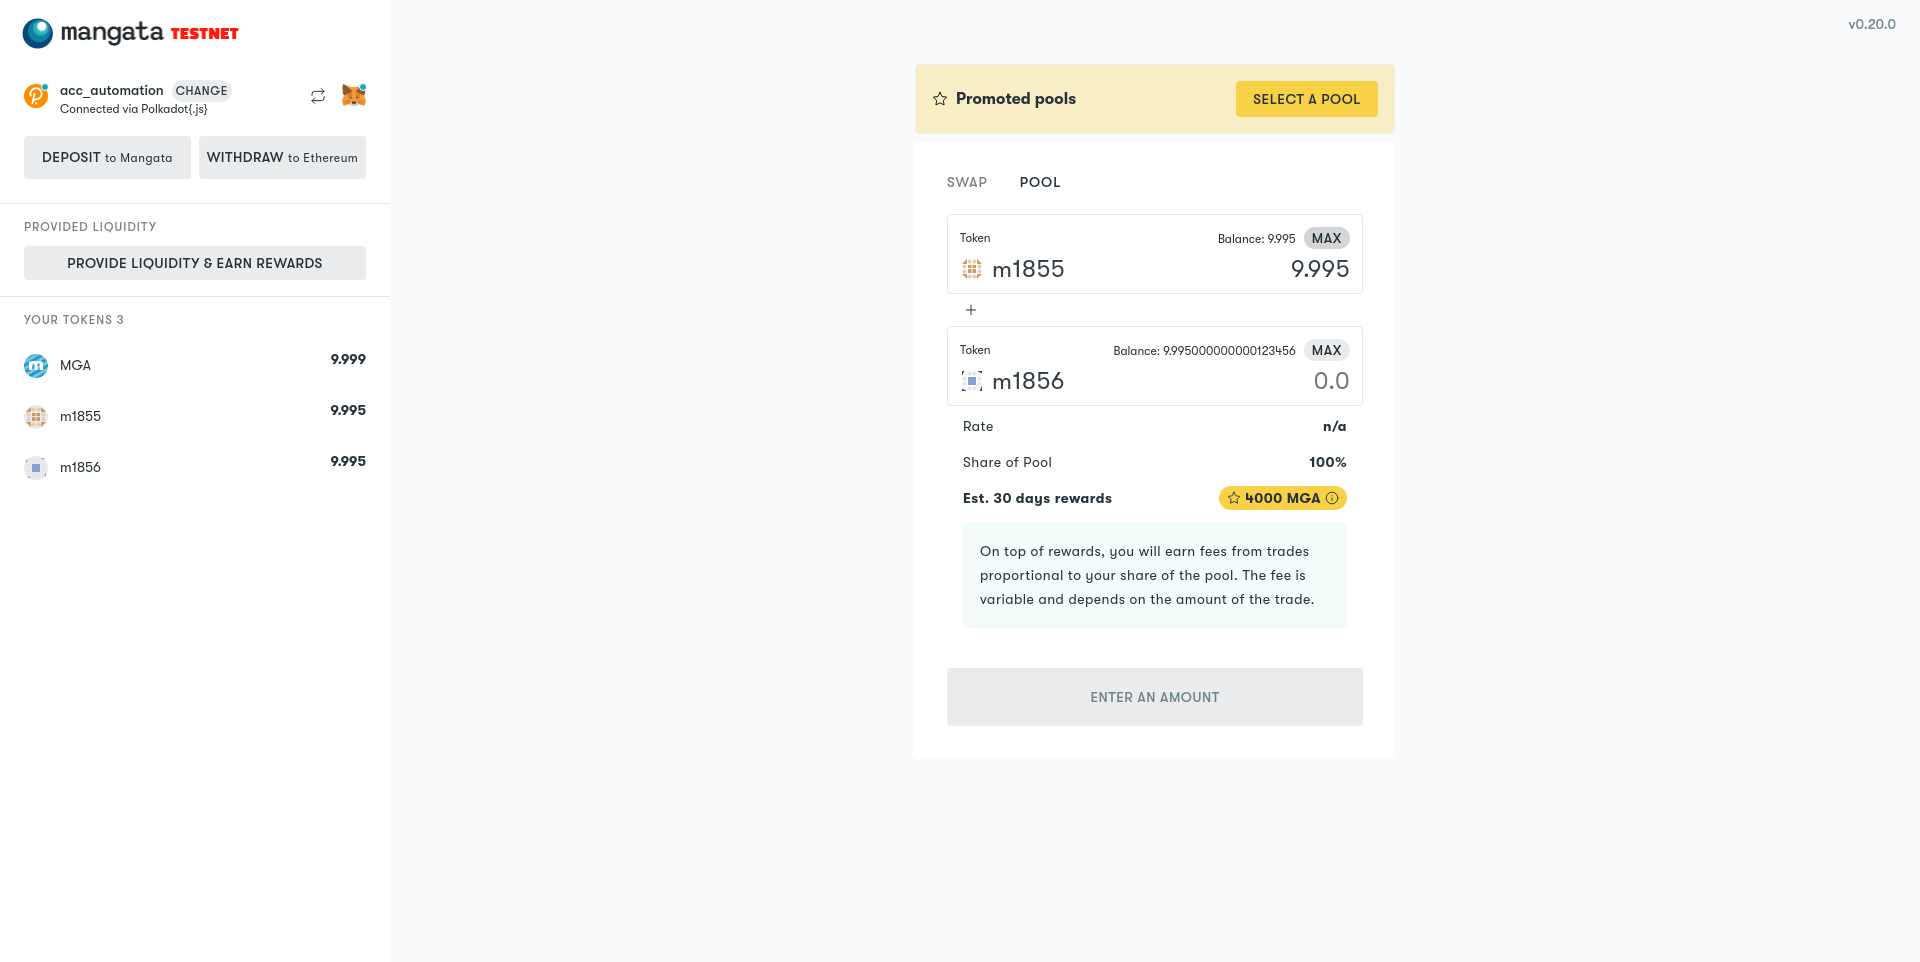 mangata TESTNET
v0.20.0
acc_automation CHANGE
Connected via Polkadot{.js}
DEPOSIT to Mangata
WITHDRAW to Ethereum
PROVIDED LIQUIDITY
PROVIDE LIQUIDITY & EARN REWARDS
YOUR TOKENS 3
MGA 9.999
m1855 9.995
m1856 9.995
Promoted pools SELECT A POOL
SWAP POOL
Token Balance: 9.995 MAX
m1855 9.995
+
Token Balance: 9.995000000000123456 MAX
m1856 0.0
Rate n/a
Share of Pool 100%
Est. 30 days rewards 4000 MGA
On top of rewards, you will earn fees from trades
proportional to your share of the pool. The fee is
variable and depends on the amount of the trade.
ENTER AN AMOUNT